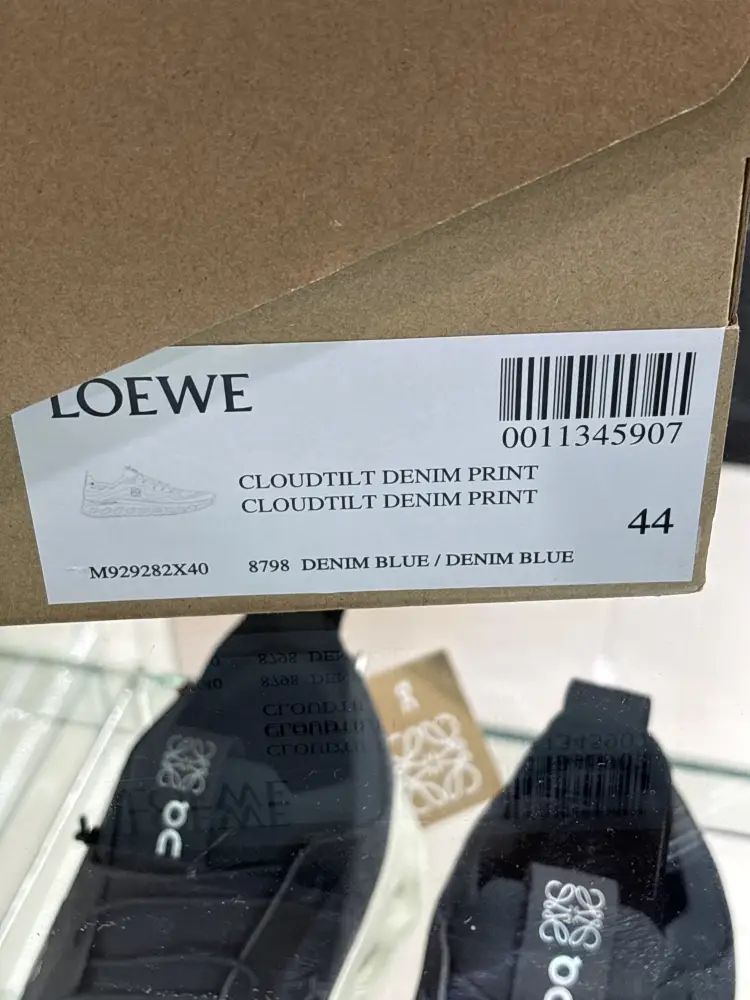 LOEWE
0011345907
CLOUDTILT DENIM PRINT
CLOUDTILT DENIM PRINT
44
M929282X40
8798 DENIM BLUE / DENIM BLUE